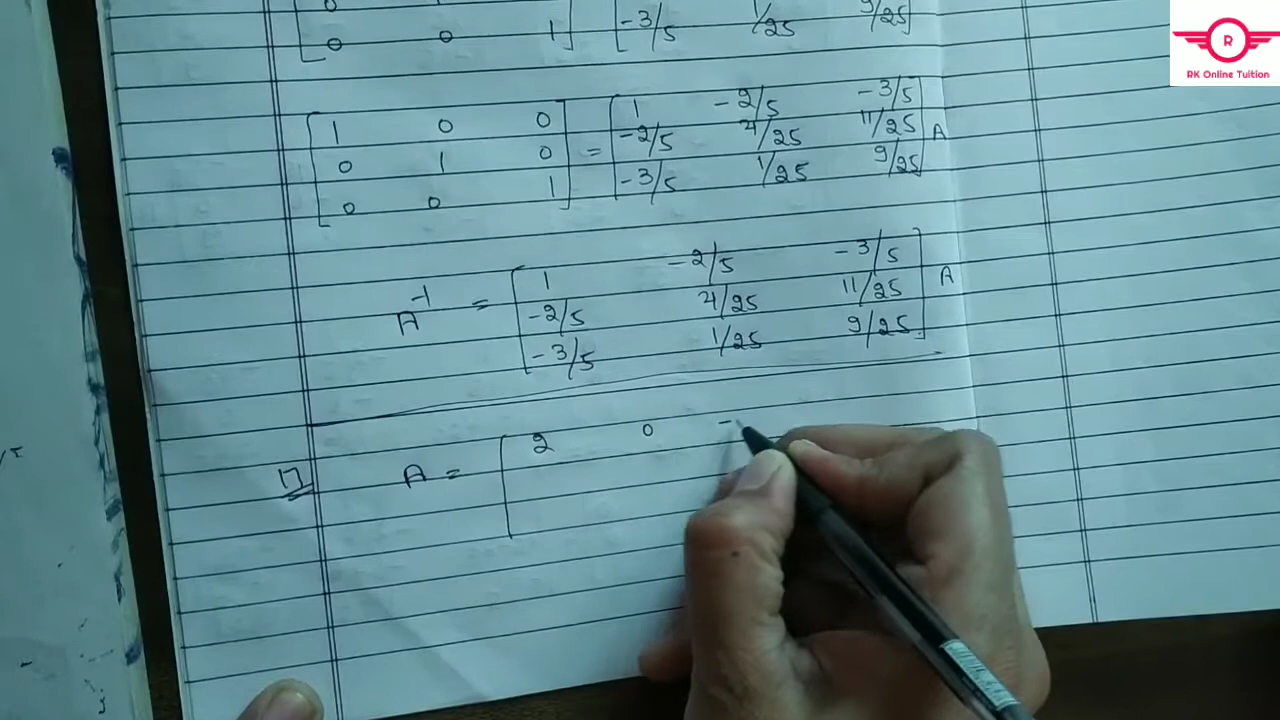 R
RK Online Tuition
0 0 1] [-3/5 1/25 9/25]
[1 0 0 = [1 -2/5 -3/5
0 1 0 -2/5 4/25 11/25 A
0 0 1] -3/5 1/25 9/25]
A-1 = [1 -2/5 -3/5
-2/5 4/25 11/25 A
-3/5 1/25 9/25]
17 A = [2 0 -